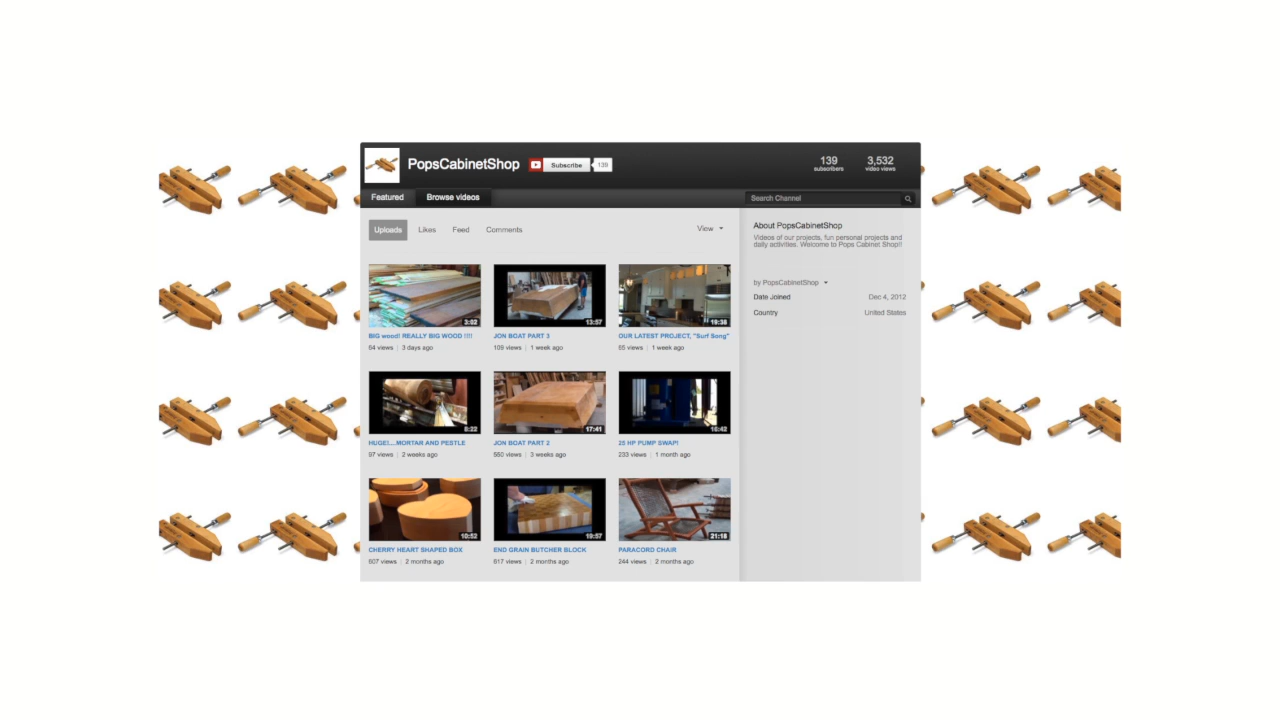 PopsCabinetShop
Subscribe 139
139 3,532
subscribers video views
Featured Browse videos Search Channel
Uploads Likes Feed Comments View
About PopsCabinetShop
Videos of our projects, fun personal projects and
daily activities. Welcome to Pops Cabinet Shop!!
by PopsCabinetShop
Date Joined Dec 4, 2012
Country United States
3:02 13:57 19:38
BIG wood! REALLY BIG WOOD !!!! JON BOAT PART 3 OUR LATEST PROJECT, "Surf Song"
64 views | 3 days ago 109 views | 1 week ago 55 views | 1 week ago
8:22 17:41 10:42
HUGE!....MORTAR AND PESTLE JON BOAT PART 2 25 HP PUMP SWAP!
97 views | 2 weeks ago 580 views | 3 weeks ago 233 views | 1 month ago
10:52 19:57 21:18
CHERRY HEART SHAPED BOX END GRAIN BUTCHER BLOCK PARACORD CHAIR
607 views | 2 months ago 617 views | 2 months ago 244 views | 2 months ago